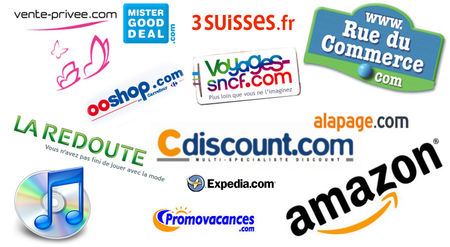 vente-privee.com
MISTER
GOOD
DEAL
.com
3SUISSES.fr
www.
Rue du
Commerce
.com
ooshop.com
Carrefour
Voyages-
sncf.com
Plus loin que vous ne l'imaginez
LA REDOUTE
Vous n'avez pas fini de jouer avec la mode
alapage.com
Cdiscount.com
MULTI-SPECIALISTE DISCOUNT
Expedia.com
amazon
Promovacances
.com